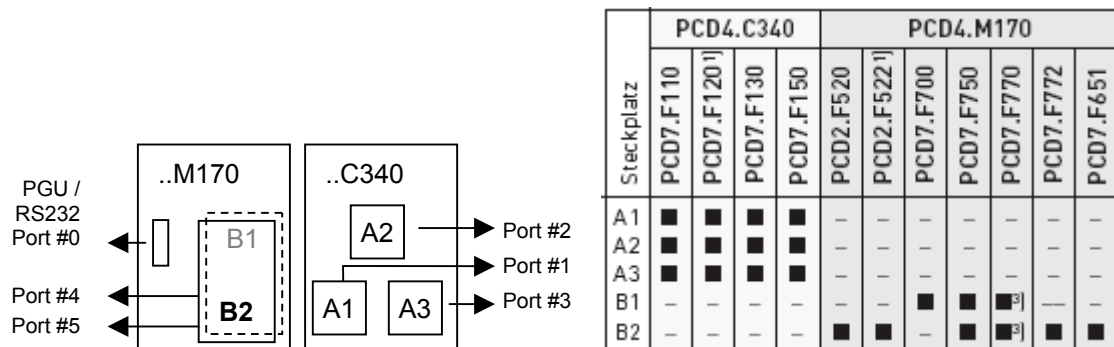 ..M170
..C340
PGU /
RS232
Port #0
B1
A2
Port #2
Port #1
Port #4
Port #5
B2
A1
A3
Port #3
PCD4.C340 PCD4.M170
Steckplatz PCD7.F110 PCD7.F120¹⁾ PCD7.F130 PCD7.F150 PCD2.F520 PCD2.F522¹⁾ PCD7.F700 PCD7.F750 PCD7.F770 PCD7.F772 PCD7.F651
A1 ■ ■ ■ ■ – – – – – – –
A2 ■ ■ ■ ■ – – – – – – –
A3 ■ ■ ■ ■ – – – – – – –
B1 – – – – – – ■ ■ ■³⁾ –– –
B2 – – – – ■ ■ – ■ ■³⁾ ■ ■